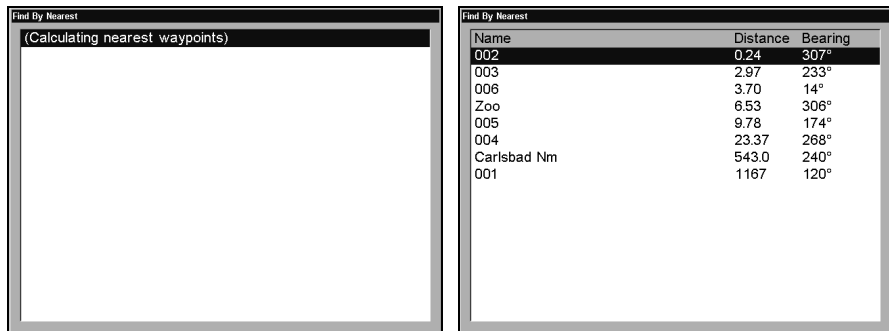 Find By Nearest
(Calculating nearest waypoints)
Find By Nearest
Name Distance Bearing
002 0.24 307°
003 2.97 233°
006 3.70 14°
Zoo 6.53 306°
005 9.78 174°
004 23.37 268°
Carlsbad Nm 543.0 240°
001 1167 120°